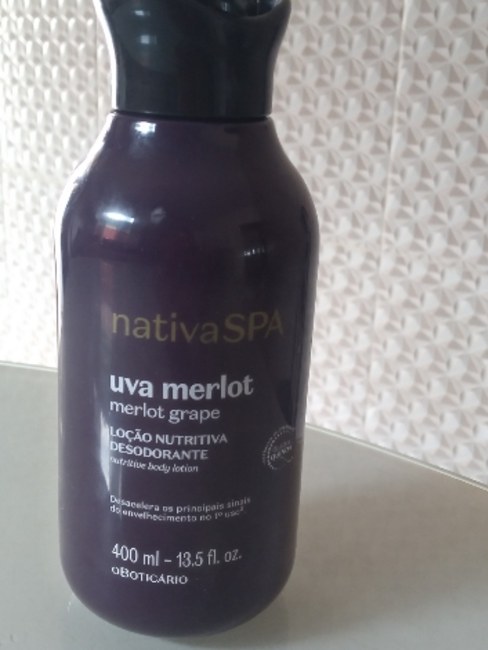 nativaSPA
uva merlot
merlot grape
LOÇÃO NUTRITIVA
DESODORANTE
nutritive body lotion
Desacelera os principais sinais
do envelhecimento no 1º uso²
400 ml – 13.5 fl. oz.
oBOTICÁRIO